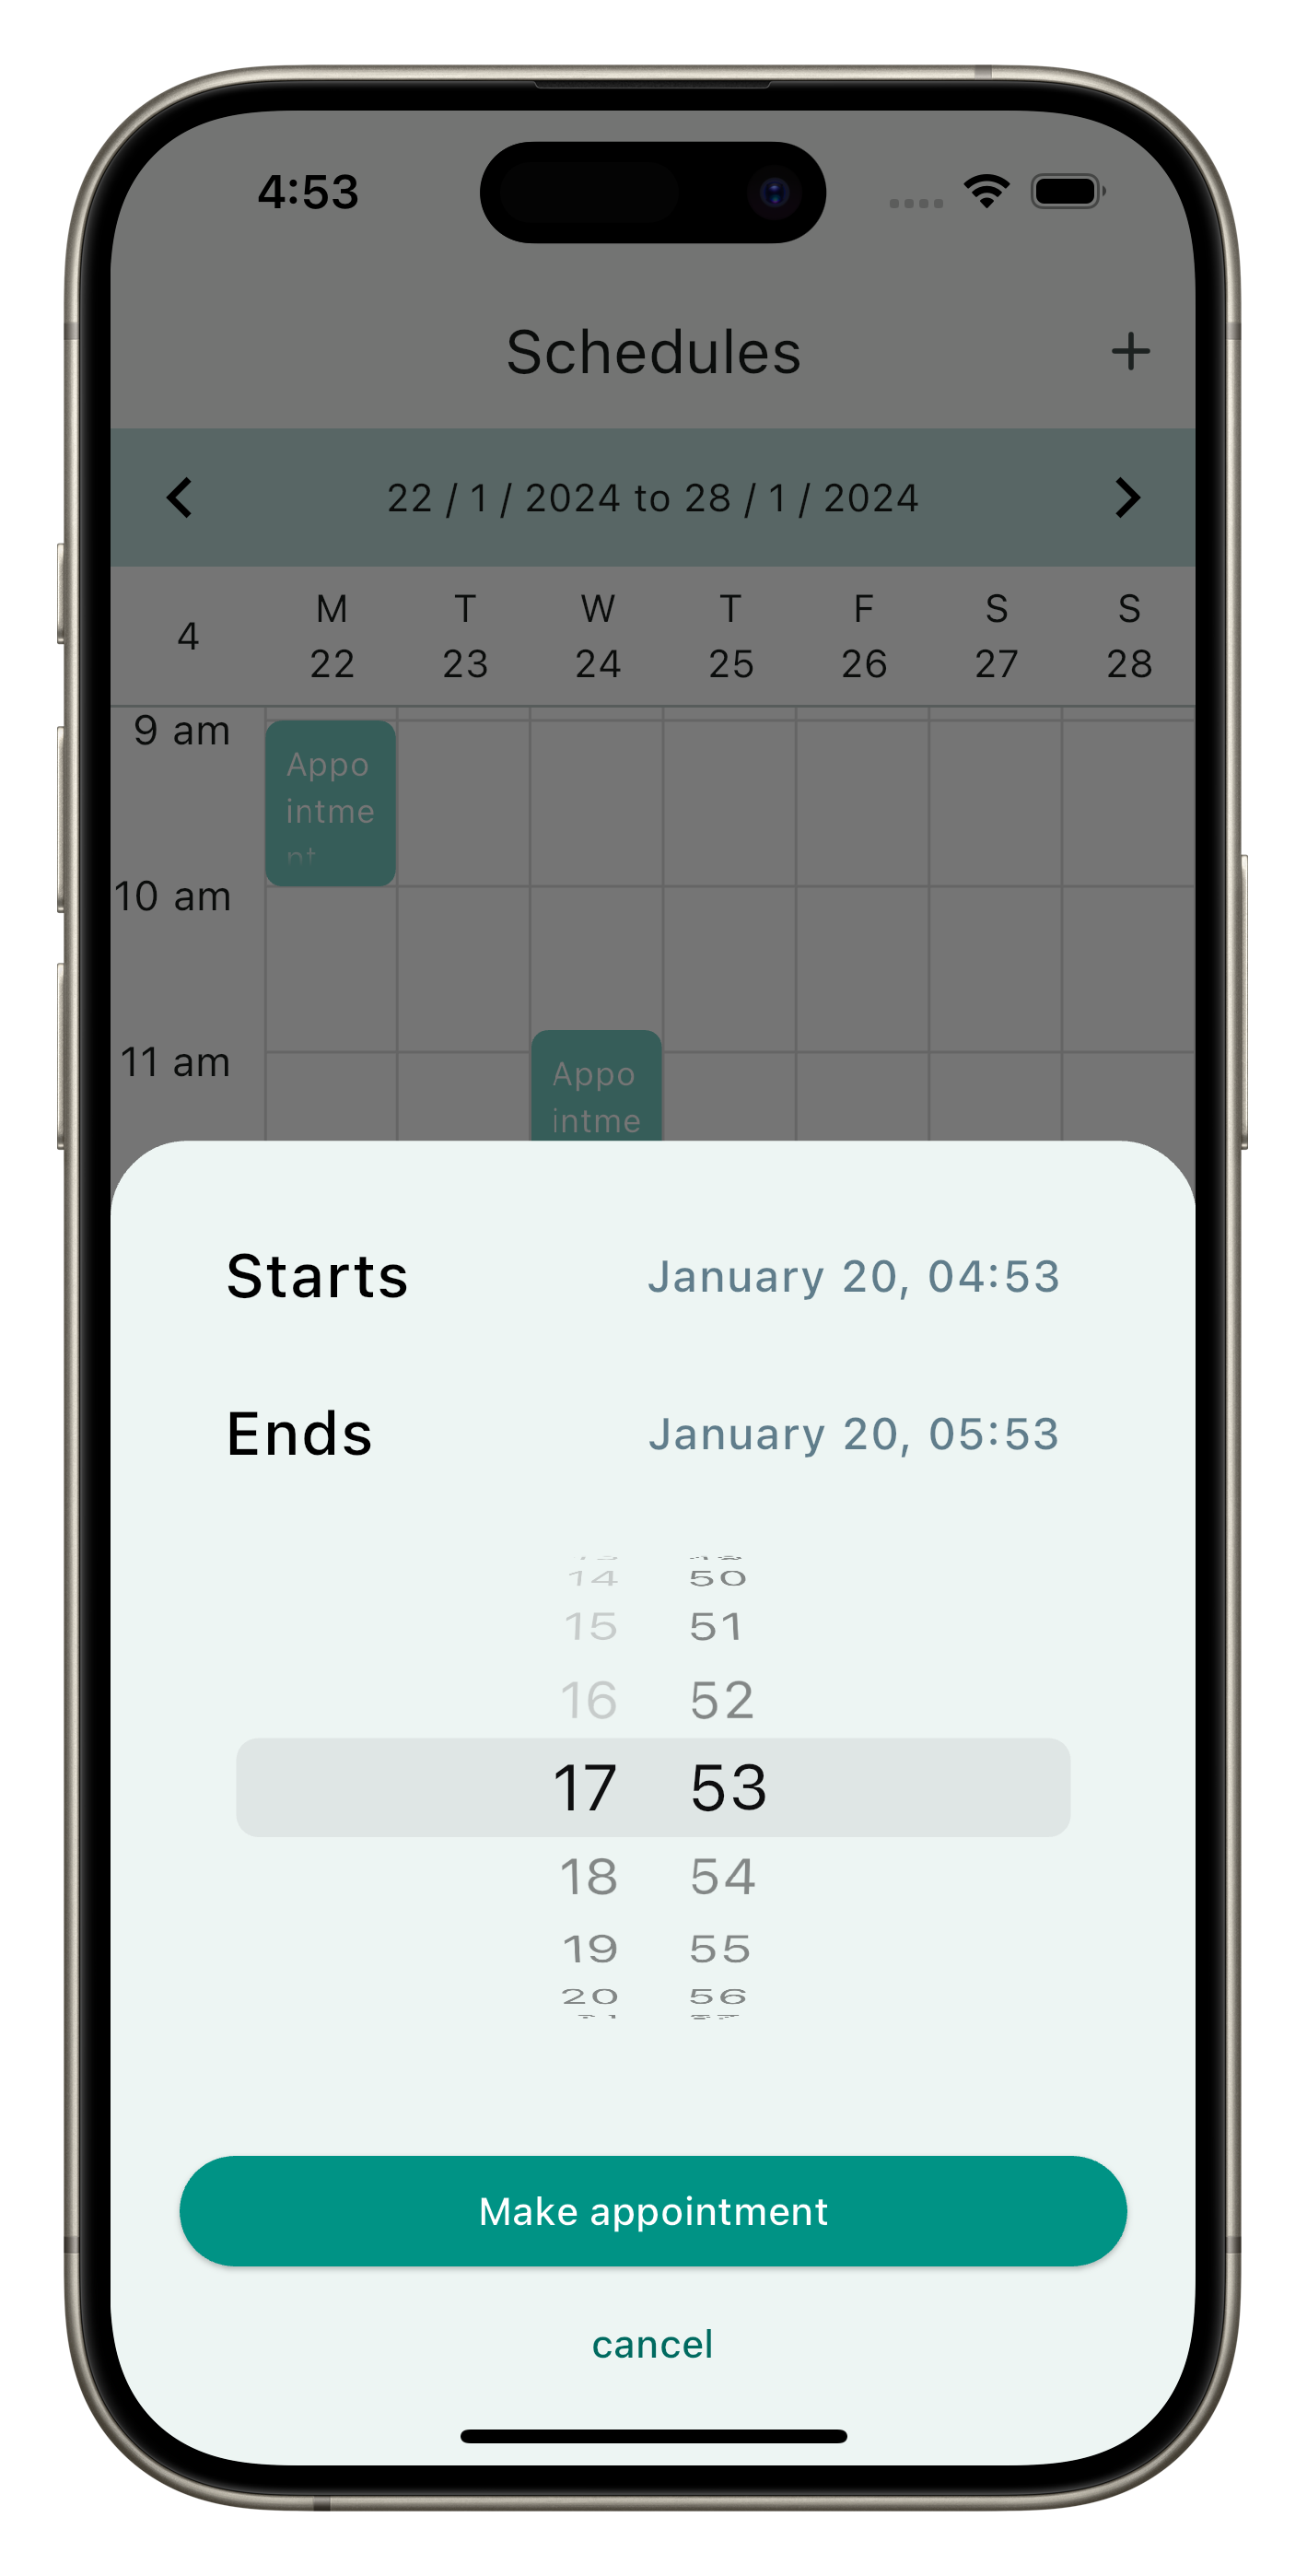 4:53
Schedules
22 / 1 / 2024 to 28 / 1 / 2024
4 M T W T F S S
22 23 24 25 26 27 28
9 am
Appo
intme
nt
10 am
11 am
Appo
intme
Starts January 20, 04:53
Ends January 20, 05:53
14 50
15 51
16 52
17 53
18 54
19 55
20 56
Make appointment
cancel